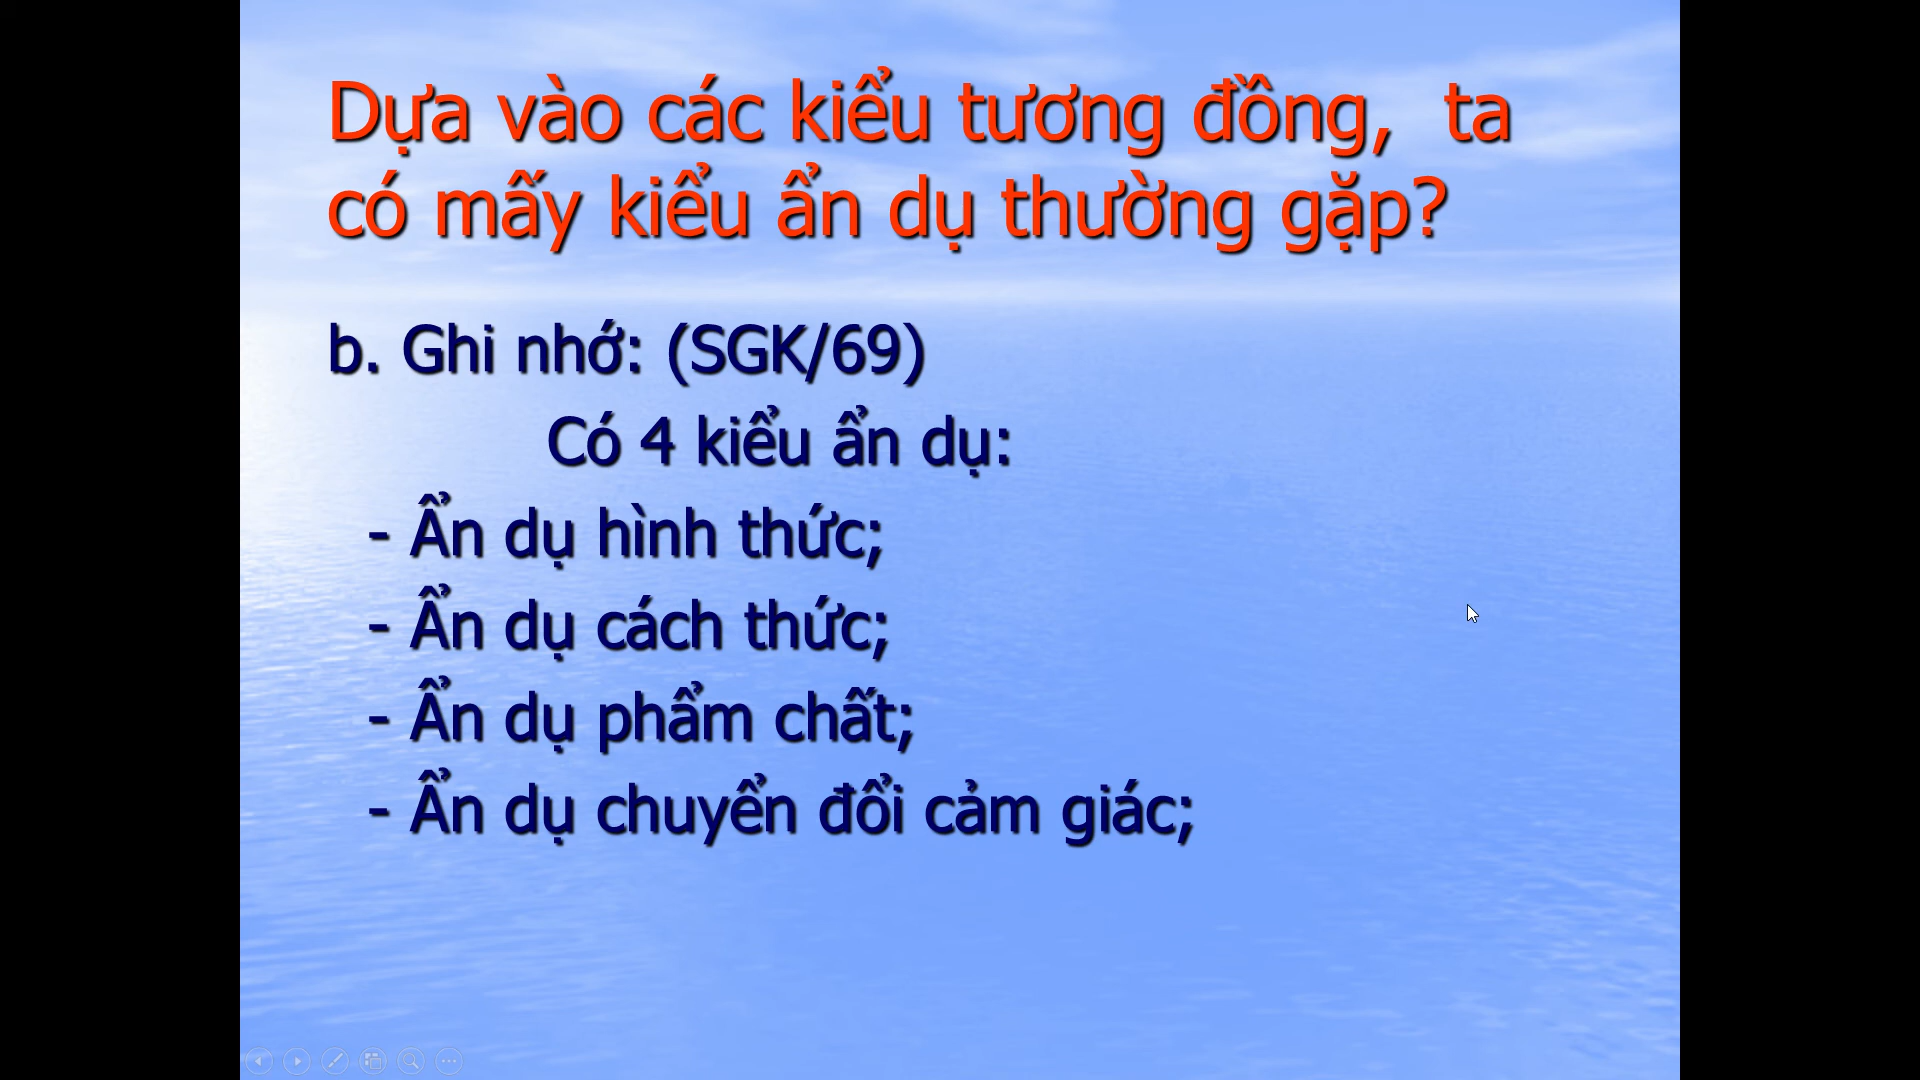 Dựa vào các kiểu tương đồng,  ta
có mấy kiểu ẩn dụ thường gặp?
b. Ghi nhớ: (SGK/69)
Có 4 kiểu ẩn dụ:
- Ẩn dụ hình thức;
- Ẩn dụ cách thức;
- Ẩn dụ phẩm chất;
- Ẩn dụ chuyển đổi cảm giác;